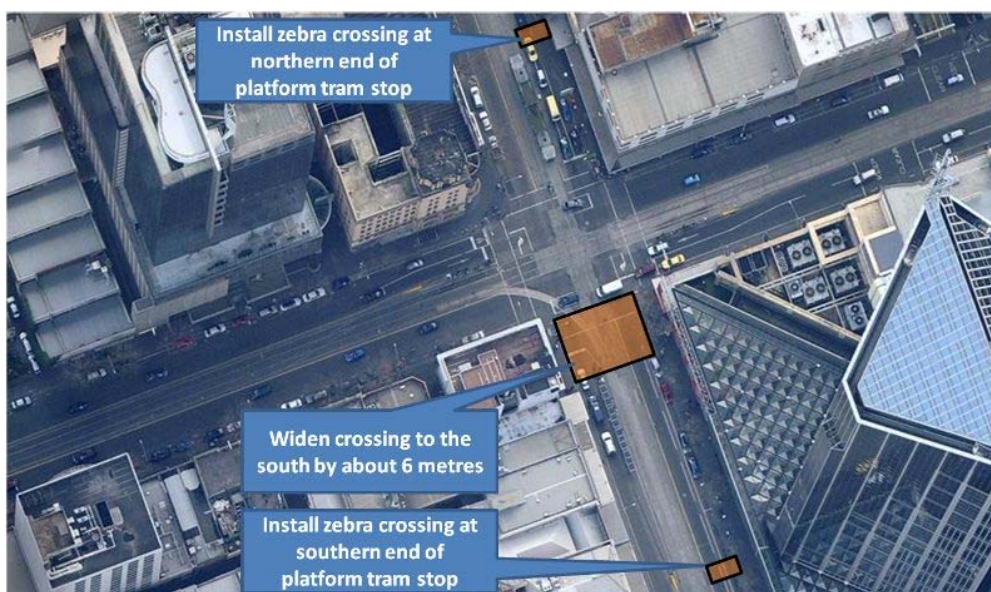 Install zebra crossing at
northern end of
platform tram stop
Widen crossing to the
south by about 6 metres
Install zebra crossing at
southern end of
platform tram stop